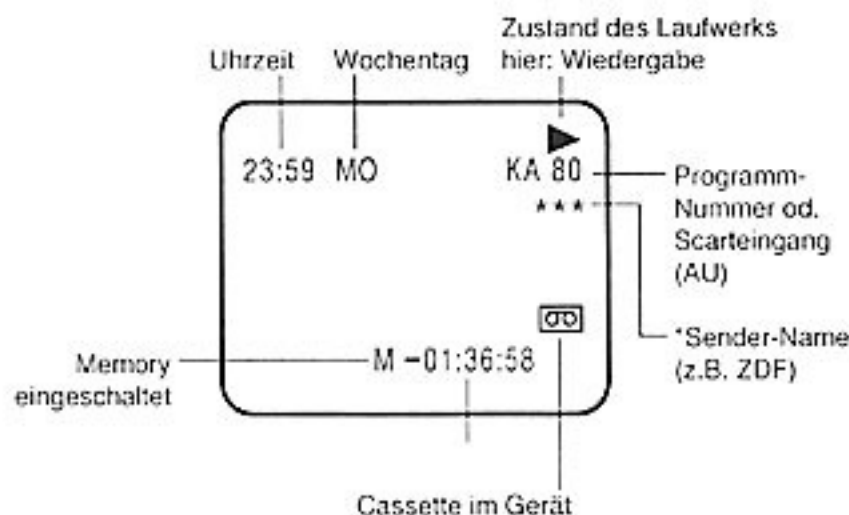 Zustand des Laufwerks
hier: Wiedergabe
Uhrzeit
Wochentag
23:59 MO
KA 80
***
Programm-
Nummer od.
Scarteingang
(AU)
*Sender-Name
(z.B. ZDF)
M -01:36:58
Memory
eingeschaltet
Cassette im Gerät